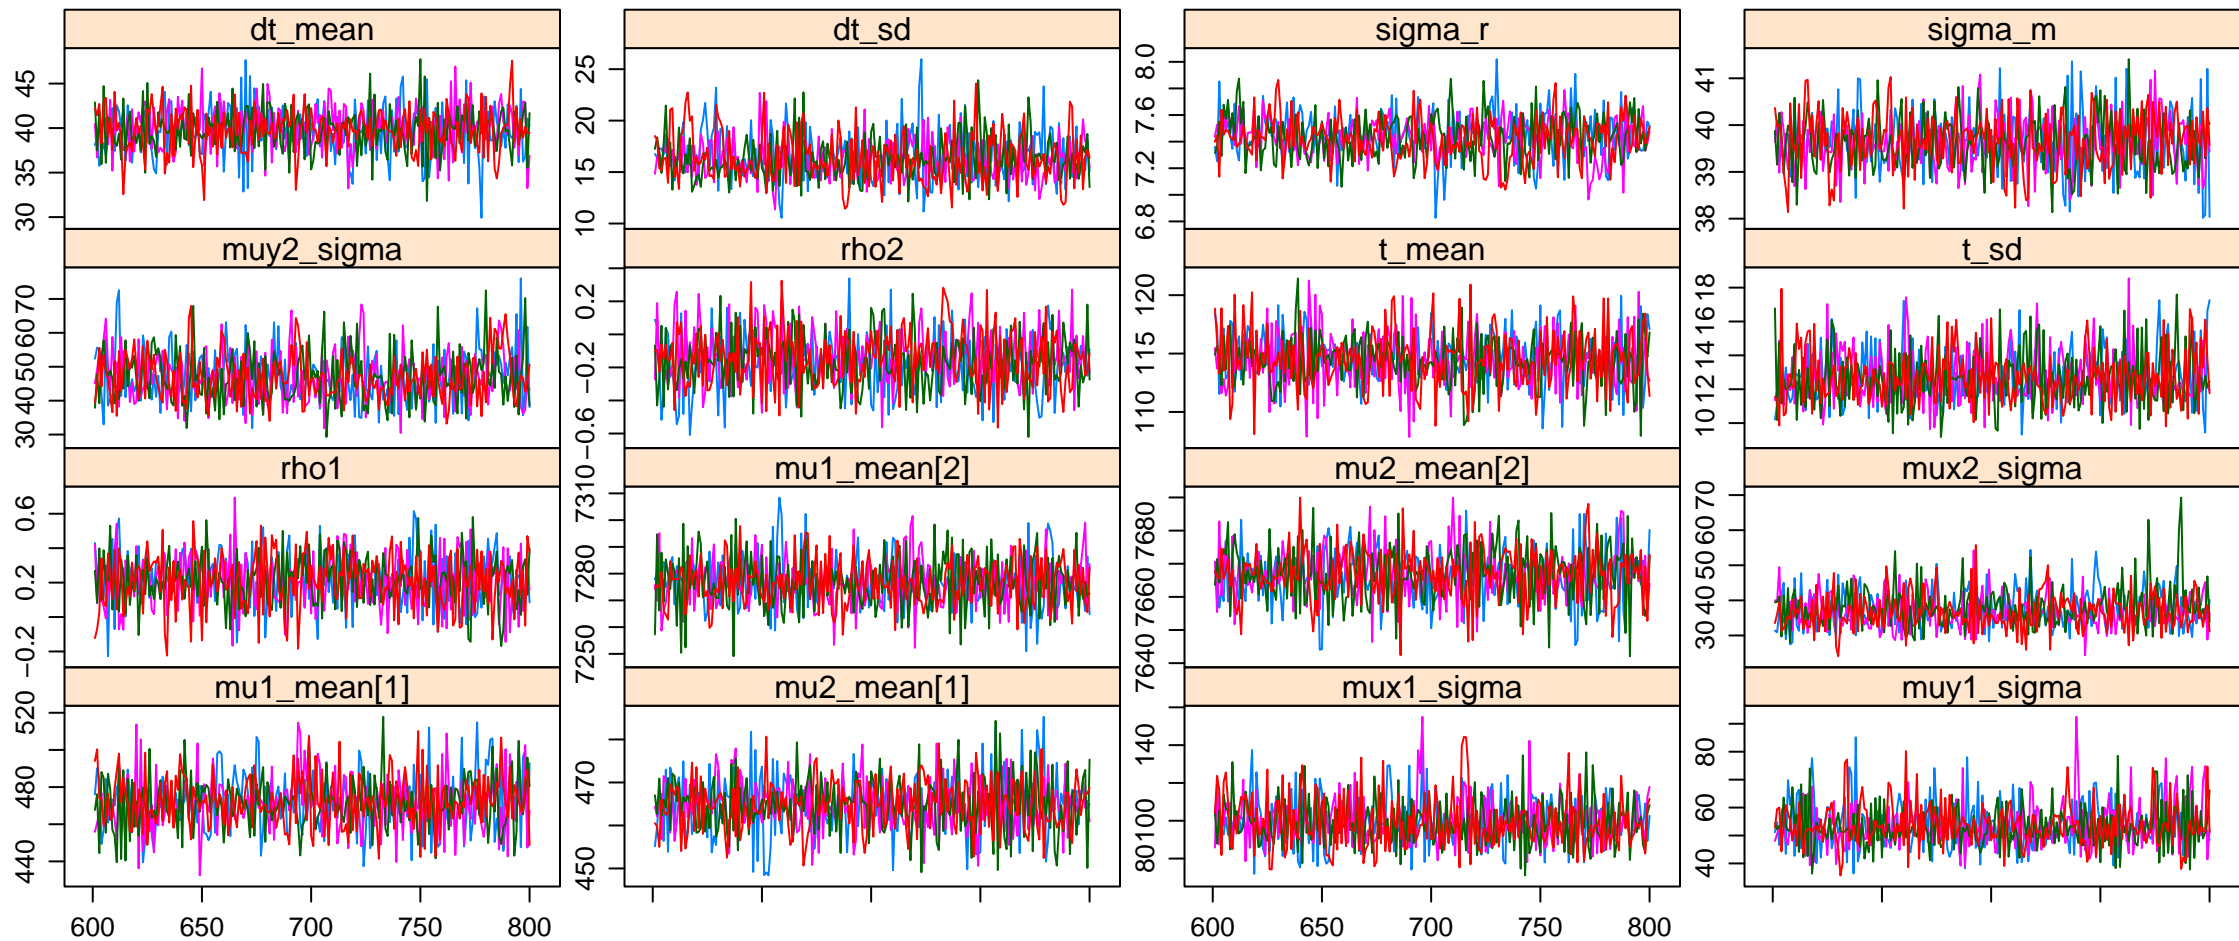 dt_mean dt_sd sigma_r sigma_m
30 35 40 45
10 15 20 25
6.8 7.2 7.6 8.0
38 39 40 41
muy2_sigma rho2 t_mean t_sd
30 40 50 60 70
−0.6 −0.2 0.2
110 115 120
10 12 14 16 18
rho1 mu1_mean[2] mu2_mean[2] mux2_sigma
−0.2 0.2 0.6
7250 7280 7310
7640 7660 7680
30 40 50 60 70
mu1_mean[1] mu2_mean[1] mux1_sigma muy1_sigma
440 480 520
450 470
80 100 140
40 60 80
600 650 700 750 800
600 650 700 750 800